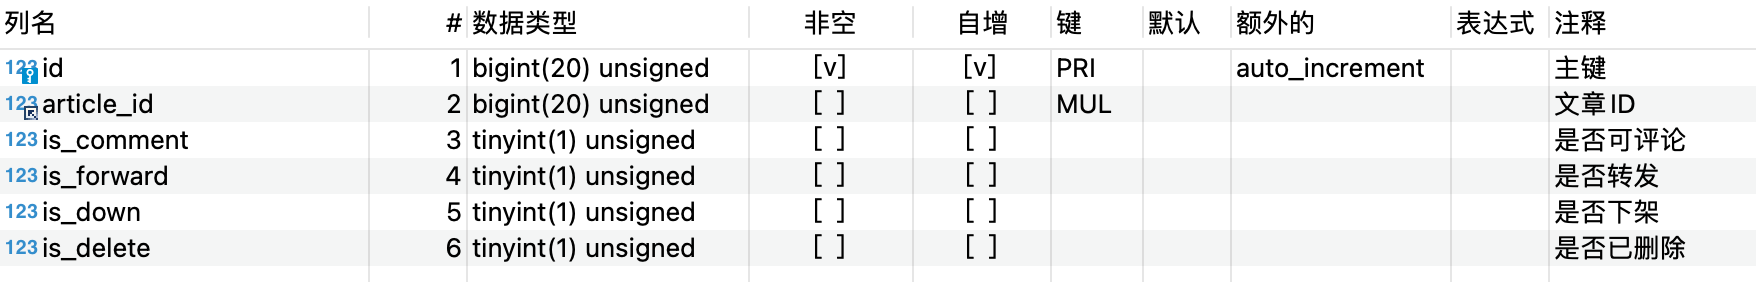 列名 # 数据类型 非空 自增 键 默认 额外的 表达式 注释
123 id 1 bigint(20) unsigned [v] [v] PRI auto_increment 主键
123 article_id 2 bigint(20) unsigned [ ] [ ] MUL 文章ID
123 is_comment 3 tinyint(1) unsigned [ ] [ ] 是否可评论
123 is_forward 4 tinyint(1) unsigned [ ] [ ] 是否转发
123 is_down 5 tinyint(1) unsigned [ ] [ ] 是否下架
123 is_delete 6 tinyint(1) unsigned [ ] [ ] 是否已删除